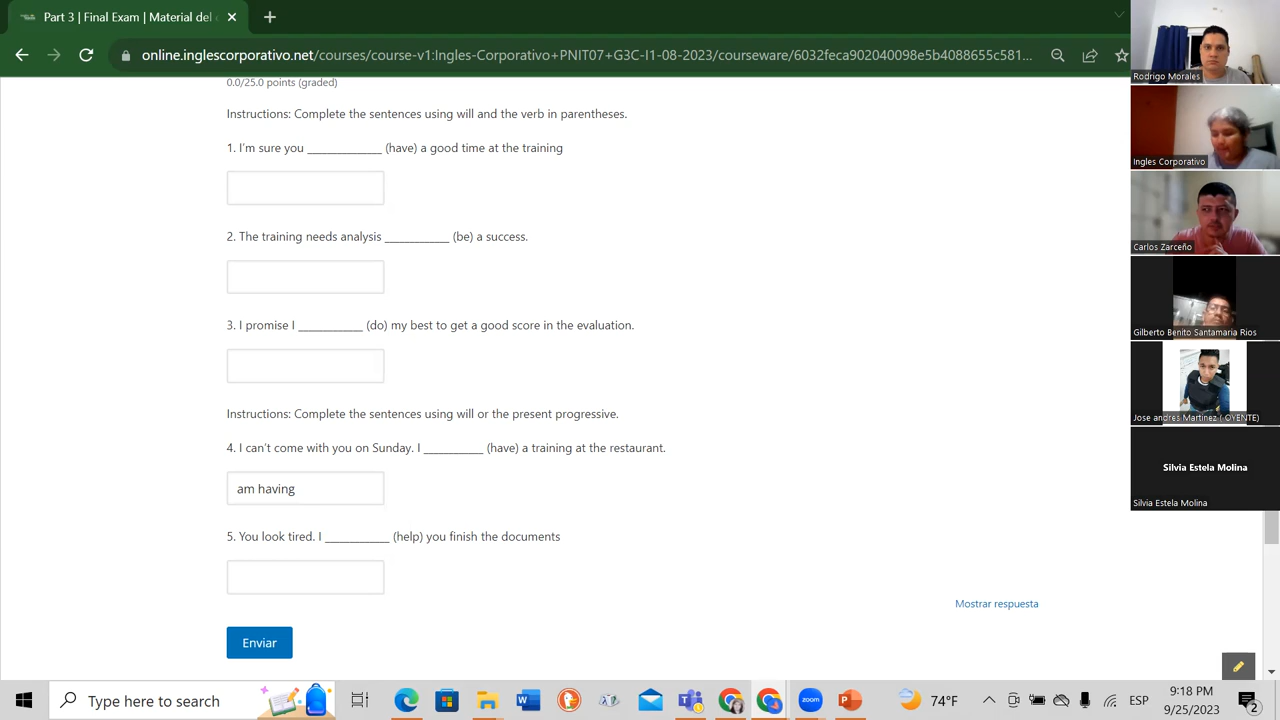 Part 3 | Final Exam | Material de
online.inglescorporativo.net/courses/course-v1:Ingles-Corporativo+PNIT07+G3C-I1-08-2023/courseware/6032feca902040098e5b6088655c581...
0.0/25.0 points (graded)
Instructions: Complete the sentences using will and the verb in parentheses.
1. I'm sure you ______________ (have) a good time at the training
2. The training needs analysis ____________ (be) a success.
3. I promise I ____________ (do) my best to get a good score in the evaluation.
Instructions: Complete the sentences using will or the present progressive.
4. I can't come with you on Sunday. I ___________ (have) a training at the restaurant.
am having
5. You look tired. I ____________ (help) you finish the documents
Mostrar respuesta
Enviar
Rodrigo Morales
Ingles Corporativo
Carlos Zarceño
Gilberto Benito Santamaria Rios
Jose andres Martinez ( OYENTE)
Silvia Estela Molina
Silvia Estela Molina
Type here to search
zoom
74°F
ESP
9:18 PM
9/25/2023
2